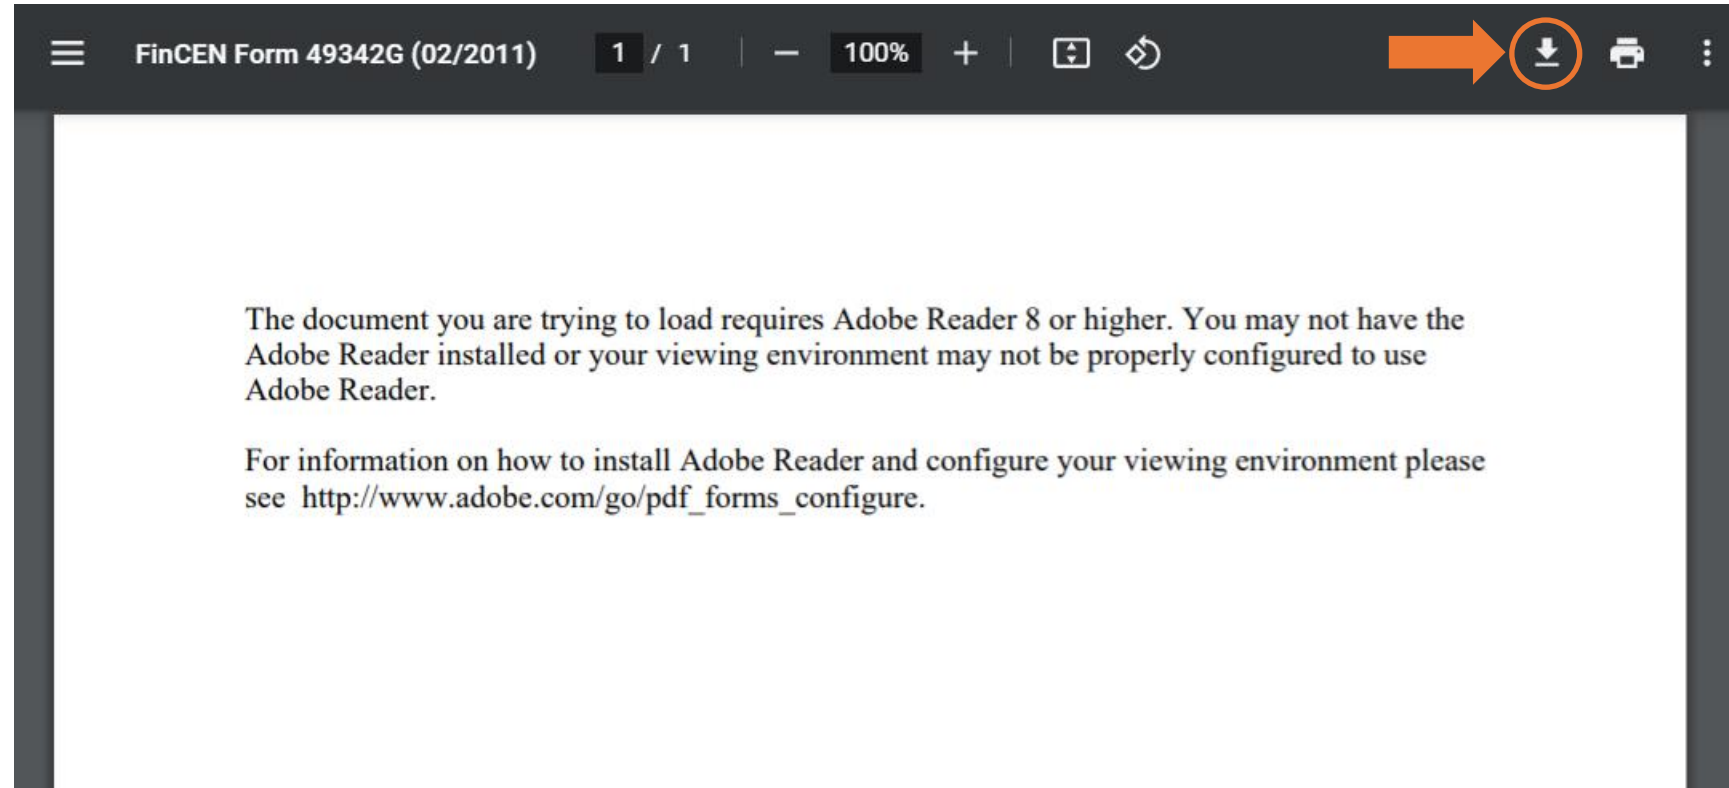 FinCEN Form 49342G (02/2011) 1 / 1 100%
The document you are trying to load requires Adobe Reader 8 or higher. You may not have the
Adobe Reader installed or your viewing environment may not be properly configured to use
Adobe Reader.
For information on how to install Adobe Reader and configure your viewing environment please
see http://www.adobe.com/go/pdf_forms_configure.